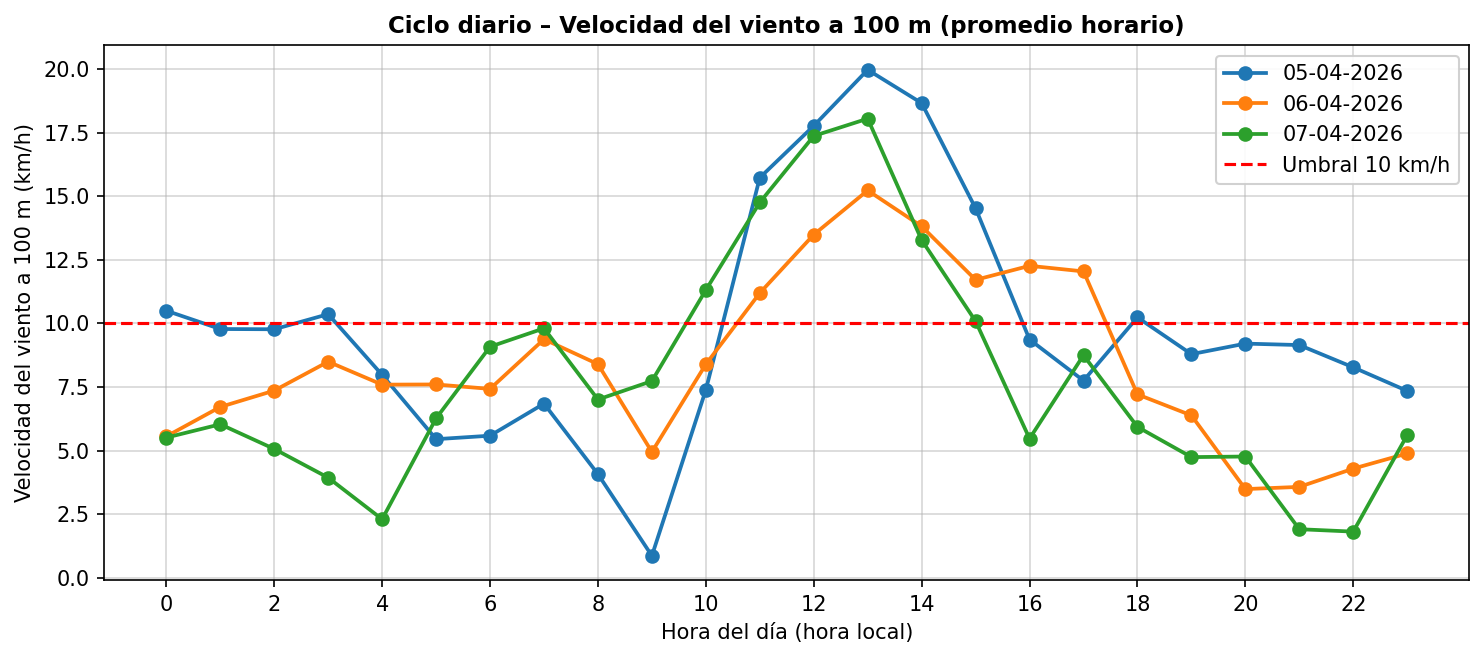 Ciclo diario – Velocidad del viento a 100 m (promedio horario)
Velocidad del viento a 100 m (km/h)
20.0
17.5
15.0
12.5
10.0
7.5
5.0
2.5
0.0
05-04-2026
06-04-2026
07-04-2026
Umbral 10 km/h
0 2 4 6 8 10 12 14 16 18 20 22
Hora del día (hora local)